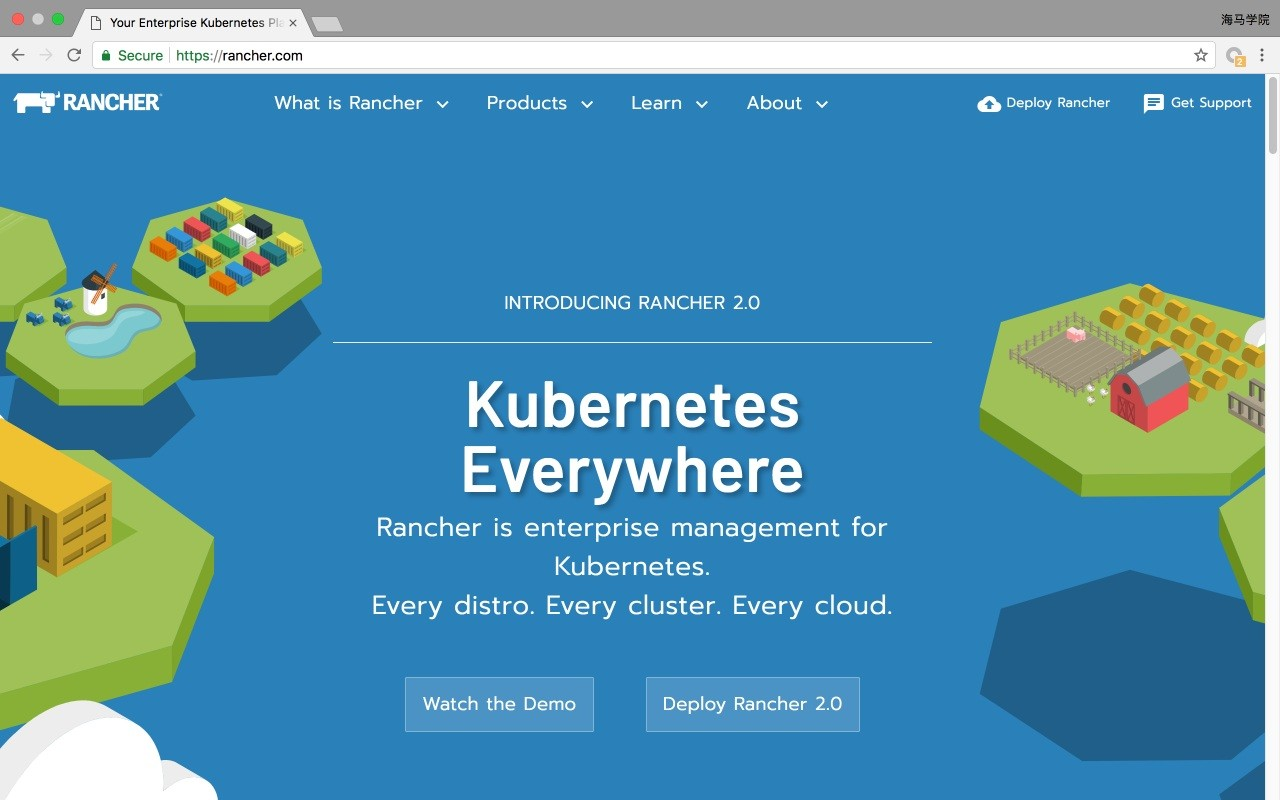 Your Enterprise Kubernetes Pla
海马学院
Secure
https://rancher.com
2
RANCHER
What is Rancher
Products
Learn
About
Deploy Rancher
Get Support
INTRODUCING RANCHER 2.0
Kubernetes
Everywhere
Rancher is enterprise management for
Kubernetes.
Every distro. Every cluster. Every cloud.
Watch the Demo
Deploy Rancher 2.0